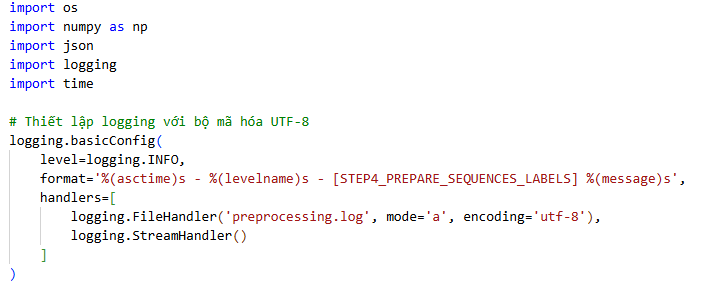 import os
import numpy as np
import json
import logging
import time

# Thiết lập logging với bộ mã hóa UTF-8
logging.basicConfig(
    level=logging.INFO,
    format='%(asctime)s - %(levelname)s - [STEP4_PREPARE_SEQUENCES_LABELS] %(message)s',
    handlers=[
        logging.FileHandler('preprocessing.log', mode='a', encoding='utf-8'),
        logging.StreamHandler()
    ]
)